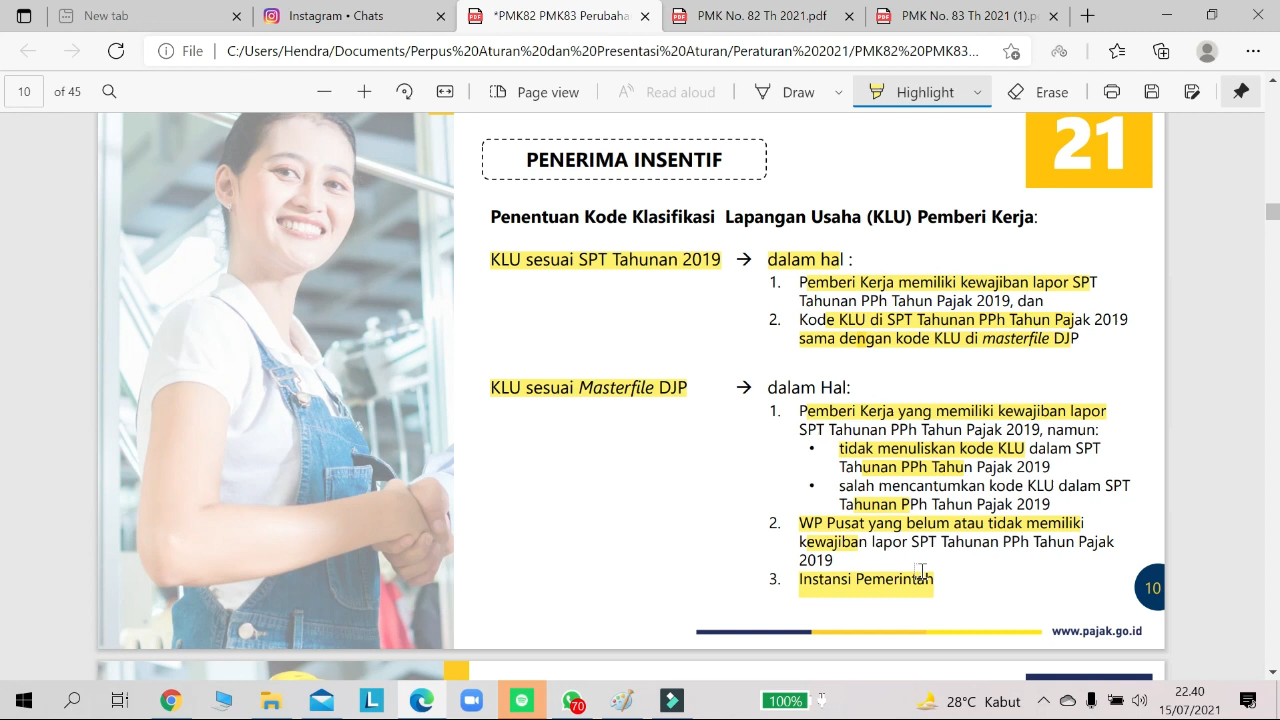 New tab
Instagram • Chats
*PMK82 PMK83 Perubaha
PMK No. 82 Th 2021.pdf
PMK No. 83 Th 2021 (1).p
File
C:/Users/Hendra/Documents/Perpus%20Aturan%20dan%20Presentasi%20Aturan/Peraturan%202021/PMK82%20PMK83...
10 of 45
Page view
Read aloud
Draw
Highlight
Erase
21
PENERIMA INSENTIF
Penentuan Kode Klasifikasi Lapangan Usaha (KLU) Pemberi Kerja:
KLU sesuai SPT Tahunan 2019 → dalam hal :
1. Pemberi Kerja memiliki kewajiban lapor SPT
Tahunan PPh Tahun Pajak 2019, dan
2. Kode KLU di SPT Tahunan PPh Tahun Pajak 2019
sama dengan kode KLU di masterfile DJP
KLU sesuai Masterfile DJP → dalam Hal:
1. Pemberi Kerja yang memiliki kewajiban lapor
SPT Tahunan PPh Tahun Pajak 2019, namun:
• tidak menuliskan kode KLU dalam SPT
Tahunan PPh Tahun Pajak 2019
• salah mencantumkan kode KLU dalam SPT
Tahunan PPh Tahun Pajak 2019
2. WP Pusat yang belum atau tidak memiliki
kewajiban lapor SPT Tahunan PPh Tahun Pajak
2019
3. Instansi Pemerintah
10
www.pajak.go.id
70
100%
28°C Kabut
22.40
15/07/2021